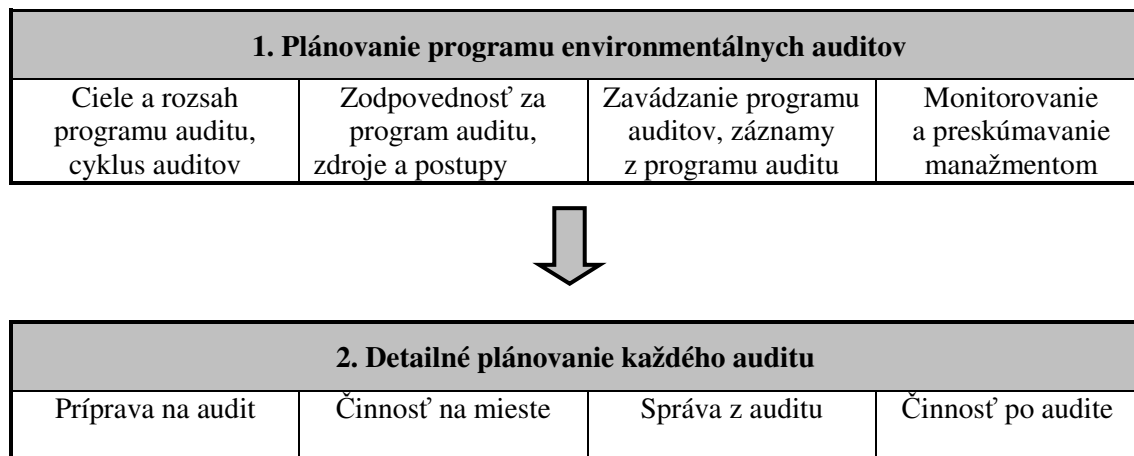 1. Plánovanie programu environmentálnych auditov
Ciele a rozsah
programu auditu,
cyklus auditov
Zodpovednosť za
program auditu,
zdroje a postupy
Zavádzanie programu
auditov, záznamy
z programu auditu
Monitorovanie
a preskúmavanie
manažmentom
2. Detailné plánovanie každého auditu
Príprava na audit
Činnosť na mieste
Správa z auditu
Činnosť po audite